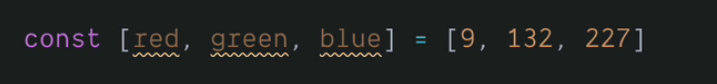 const [red, green, blue] = [9, 132, 227]